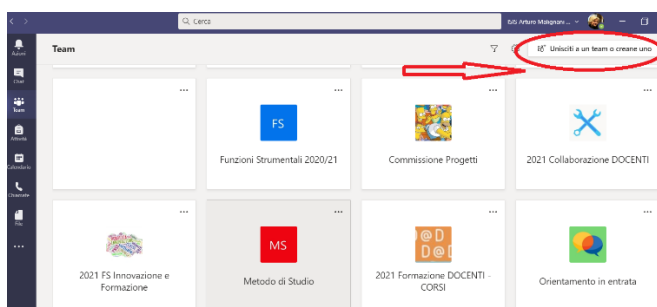 Cerca
ISIS Arturo Malignani ...
Team
Unisciti a un team o creane uno
Azioni
Chat
Team
Attività
Calendario
Chiamate
File
FS
Funzioni Strumentali 2020/21
Commissione Progetti
2021 Collaborazione DOCENTI
2021 FS Innovazione e
Formazione
MS
Metodo di Studio
D@D
D@D
2021 Formazione DOCENTI -
CORSI
Orientamento in entrata